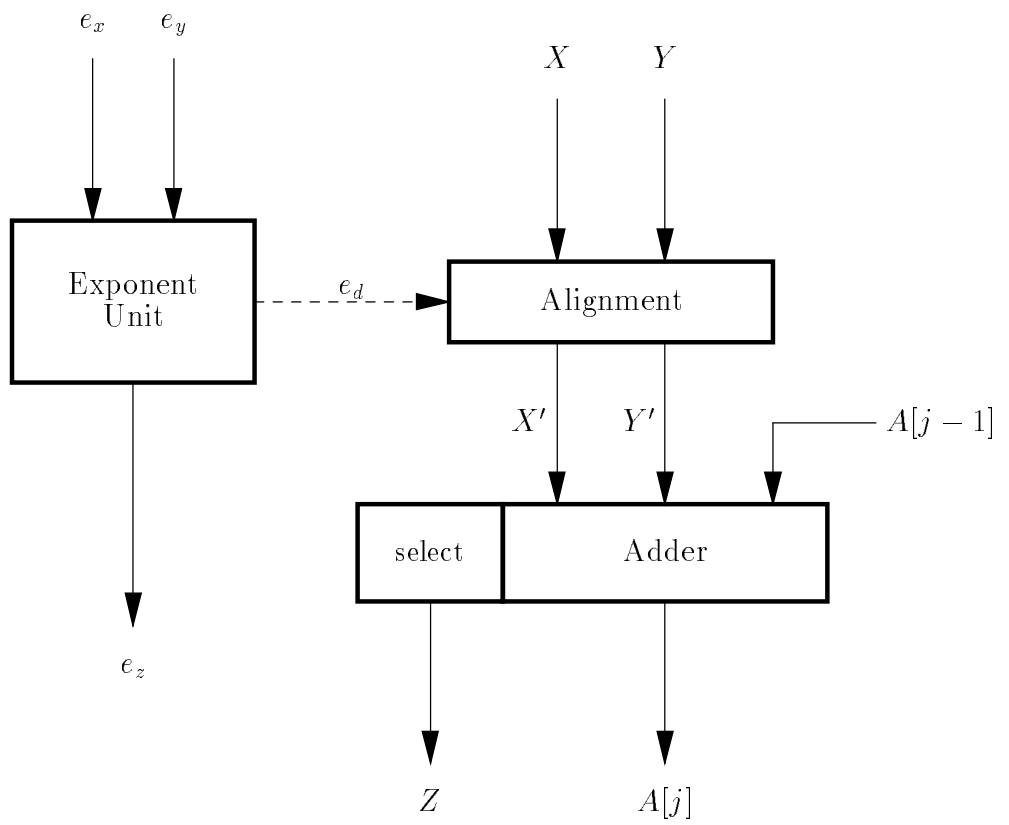 e_x e_y
X Y
Exponent
Unit
e_d
Alignment
X′ Y′ A[j − 1]
select Adder
e_z
Z A[j]